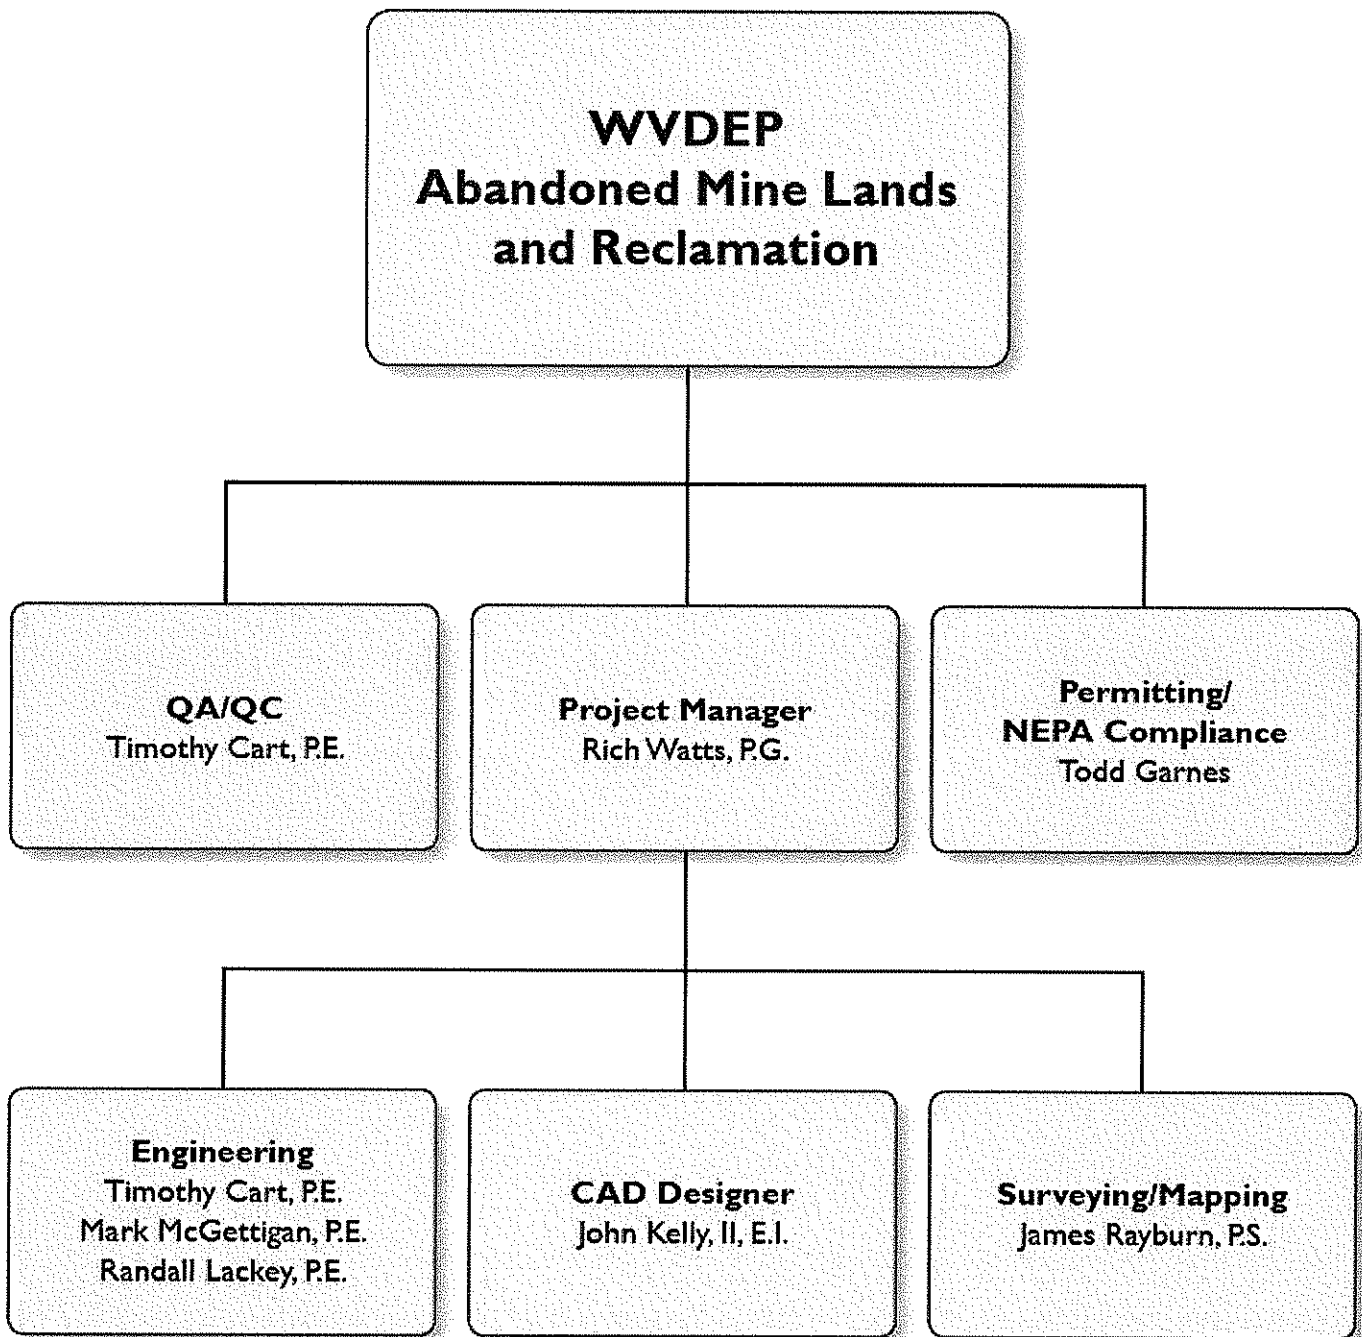 WVDEP
Abandoned Mine Lands
and Reclamation
QA/QC
Timothy Cart, P.E.
Project Manager
Rich Watts, P.G.
Permitting/
NEPA Compliance
Todd Garnes
Engineering
Timothy Cart, P.E.
Mark McGettigan, P.E.
Randall Lackey, P.E.
CAD Designer
John Kelly, II, E.I.
Surveying/Mapping
James Rayburn, P.S.